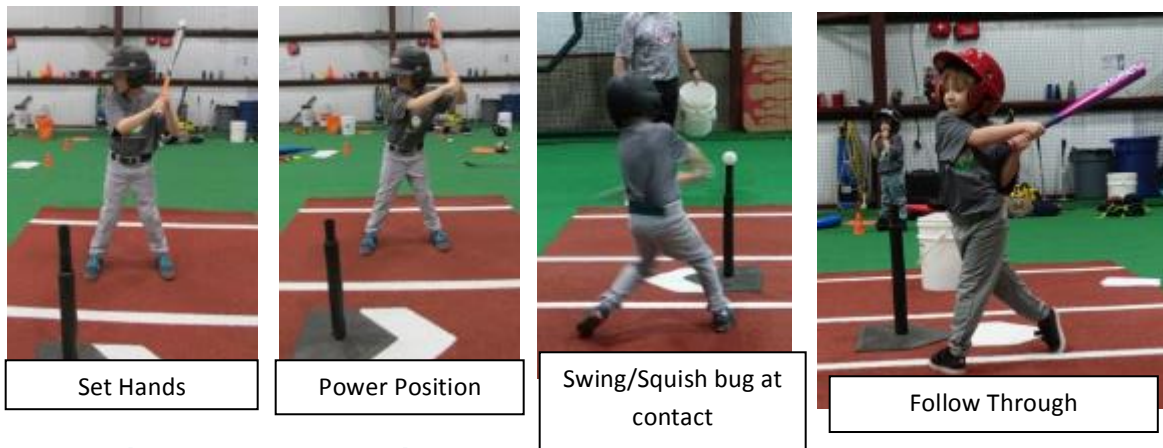 Set Hands
Power Position
Swing/Squish bug at
contact
Follow Through